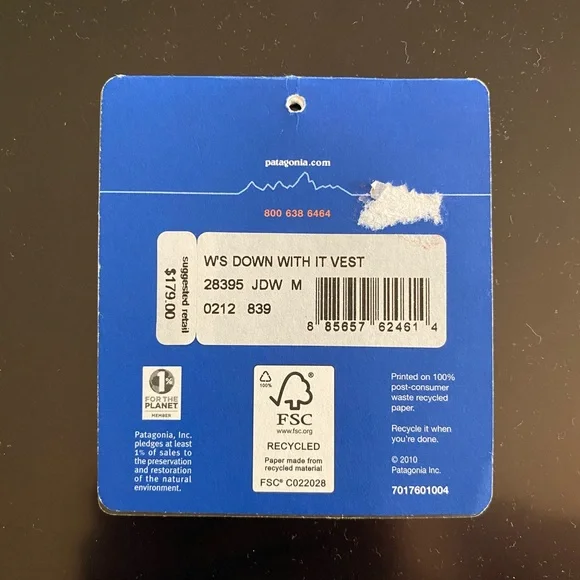 patagonia.com
800 638 6464
suggested retail
$179.00
W'S DOWN WITH IT VEST
28395 JDW M
0212 839
8 85657 62461 4
1%
FOR THE
PLANET
MEMBER
Patagonia, Inc.
pledges at least
1% of sales to
the preservation
and restoration
of the natural
environment.
100%
®
FSC
www.fsc.org
RECYCLED
Paper made from
recycled material
FSC® C022028
Printed on 100%
post-consumer
waste recycled
paper.
Recycle it when
you're done.
© 2010
Patagonia Inc.
7017601004